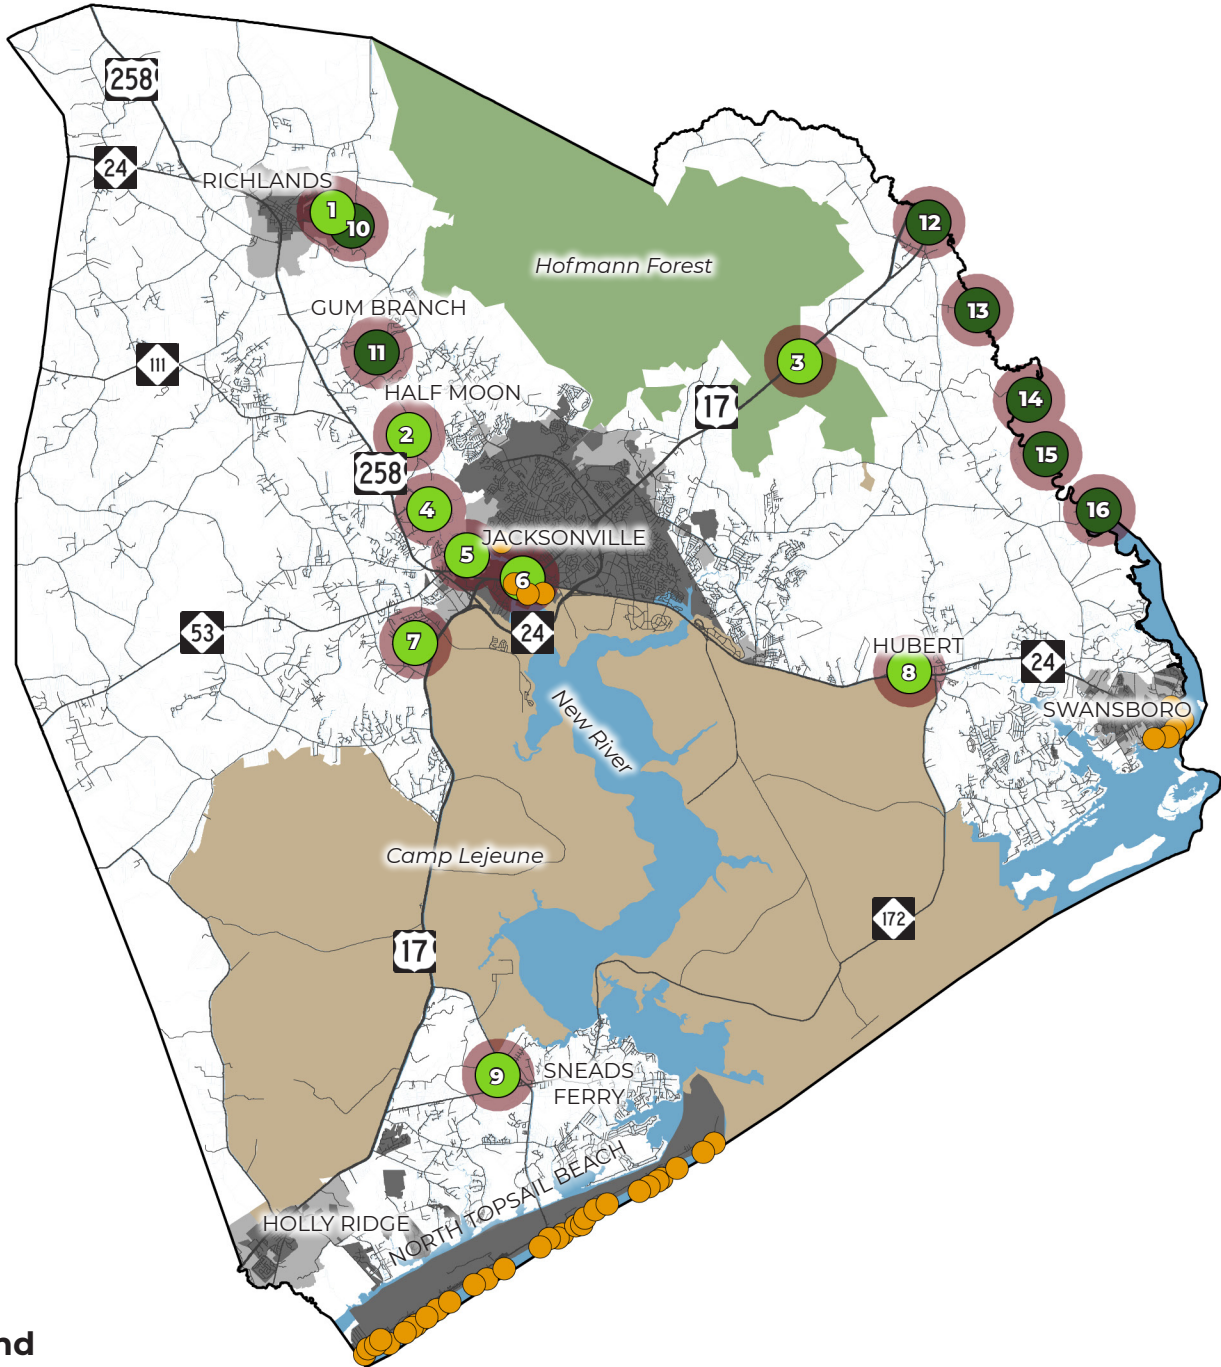 258
24
RICHLANDS
1
10
12
Hofmann Forest
GUM BRANCH
13
11
3
111
HALF MOON
17
14
2
15
258
4
16
JACKSONVILLE
5
6
53
24
7
HUBERT
24
8
New River
SWANSBORO
Camp Lejeune
172
17
9
SNEADS
FERRY
NORTH TOPSAIL BEACH
HOLLY RIDGE
nd